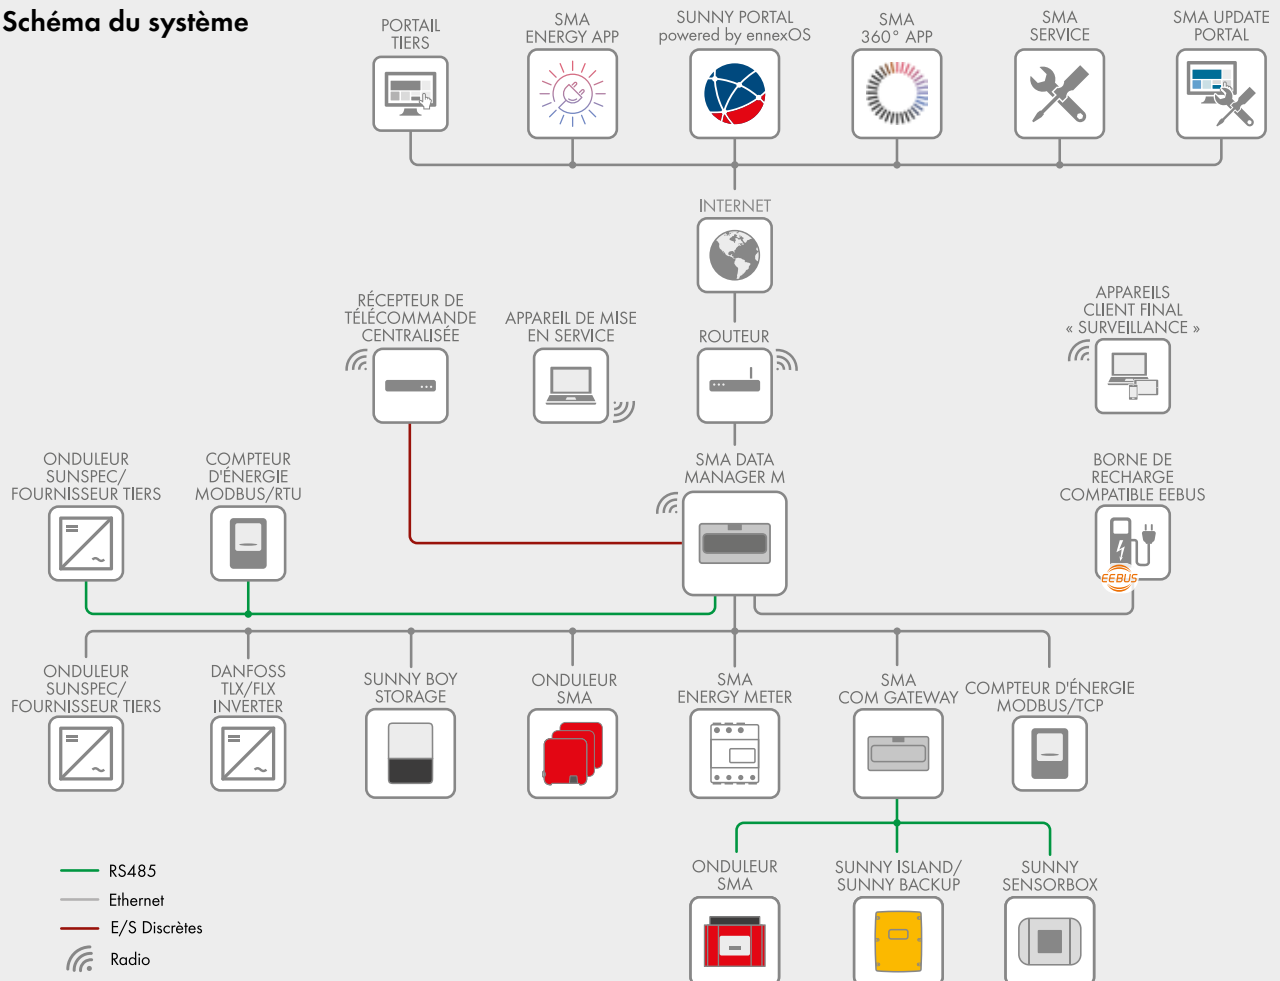 Schéma du système
PORTAIL
TIERS
SMA
ENERGY APP
SUNNY PORTAL
powered by ennexOS
SMA
360° APP
SMA
SERVICE
SMA UPDATE
PORTAL
INTERNET
RÉCEPTEUR DE
TÉLÉCOMMANDE
CENTRALISÉE
APPAREIL DE MISE
EN SERVICE
ROUTEUR
APPAREILS
CLIENT FINAL
« SURVEILLANCE »
ONDULEUR
SUNSPEC/
FOURNISSEUR TIERS
COMPTEUR
D'ÉNERGIE
MODBUS/RTU
SMA DATA
MANAGER M
BORNE DE
RECHARGE
COMPATIBLE EEBUS
EEBUS
ONDULEUR
SUNSPEC/
FOURNISSEUR TIERS
DANFOSS
TLX/FLX
INVERTER
SUNNY BOY
STORAGE
ONDULEUR
SMA
SMA
ENERGY METER
SMA
COM GATEWAY
COMPTEUR D'ÉNERGIE
MODBUS/TCP
ONDULEUR
SMA
SUNNY ISLAND/
SUNNY BACKUP
SUNNY
SENSORBOX
RS485
Ethernet
E/S Discrètes
Radio